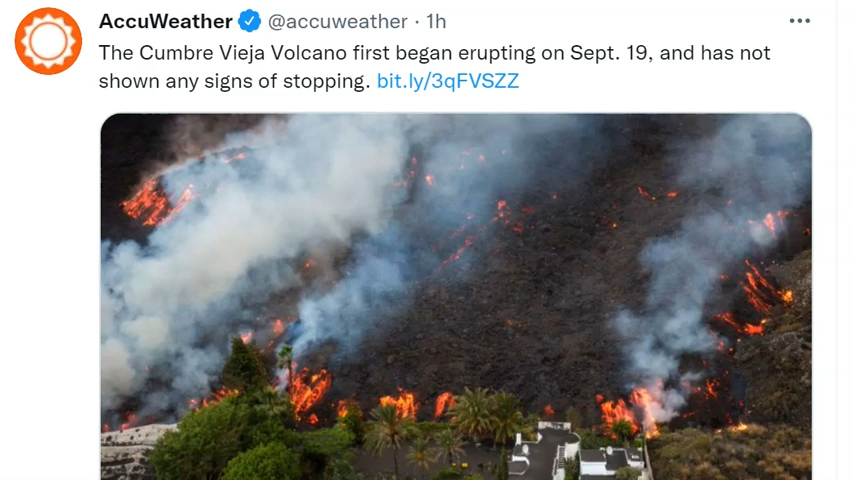 AccuWeather @accuweather · 1h
The Cumbre Vieja Volcano first began erupting on Sept. 19, and has not
shown any signs of stopping. bit.ly/3qFVSZZ